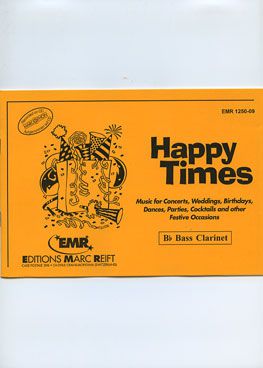 EMR 1250-09
Happy
Times
Music for Concerts, Weddings, Birthdays,
Dances, Parties, Cocktails and other
Festive Occasions
B♭ Bass Clarinet
EMR
EDITIONS MARC REIFT